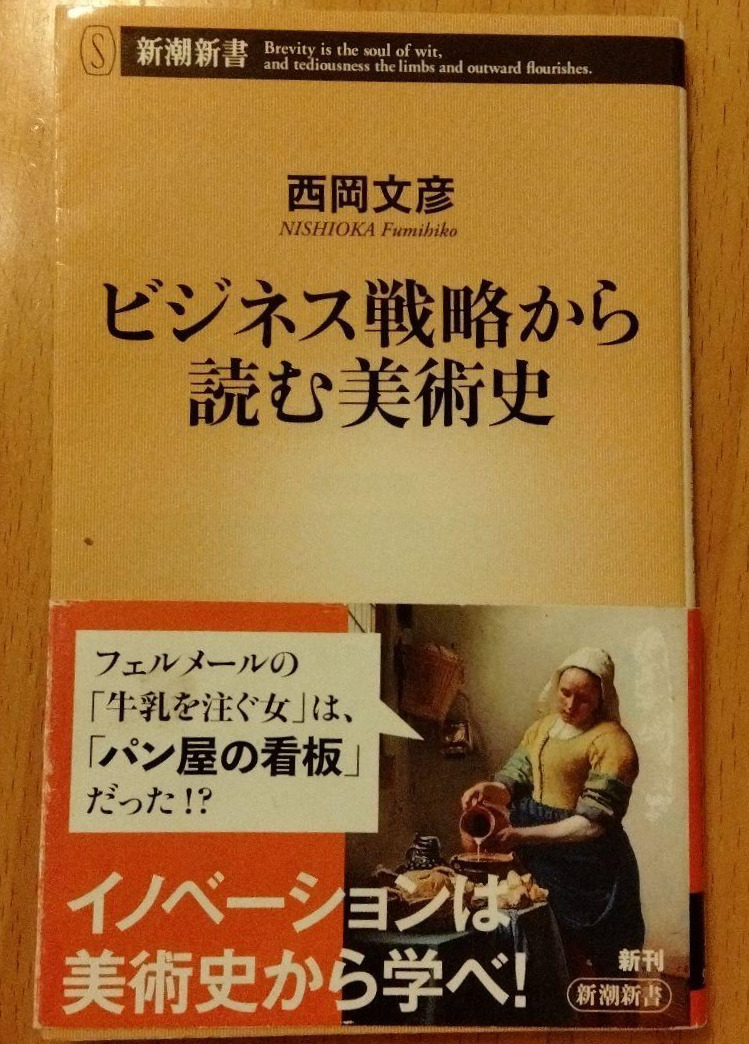 S 新潮新書 Brevity is the soul of wit,
and tediousness the limbs and outward flourishes.
西岡文彦
NISHIOKA Fumihiko
ビジネス戦略から
読む美術史
フェルメールの
「牛乳を注ぐ女」は、
「パン屋の看板」
だった!?
イノベーションは
美術史から学べ!
新刊
新潮新書